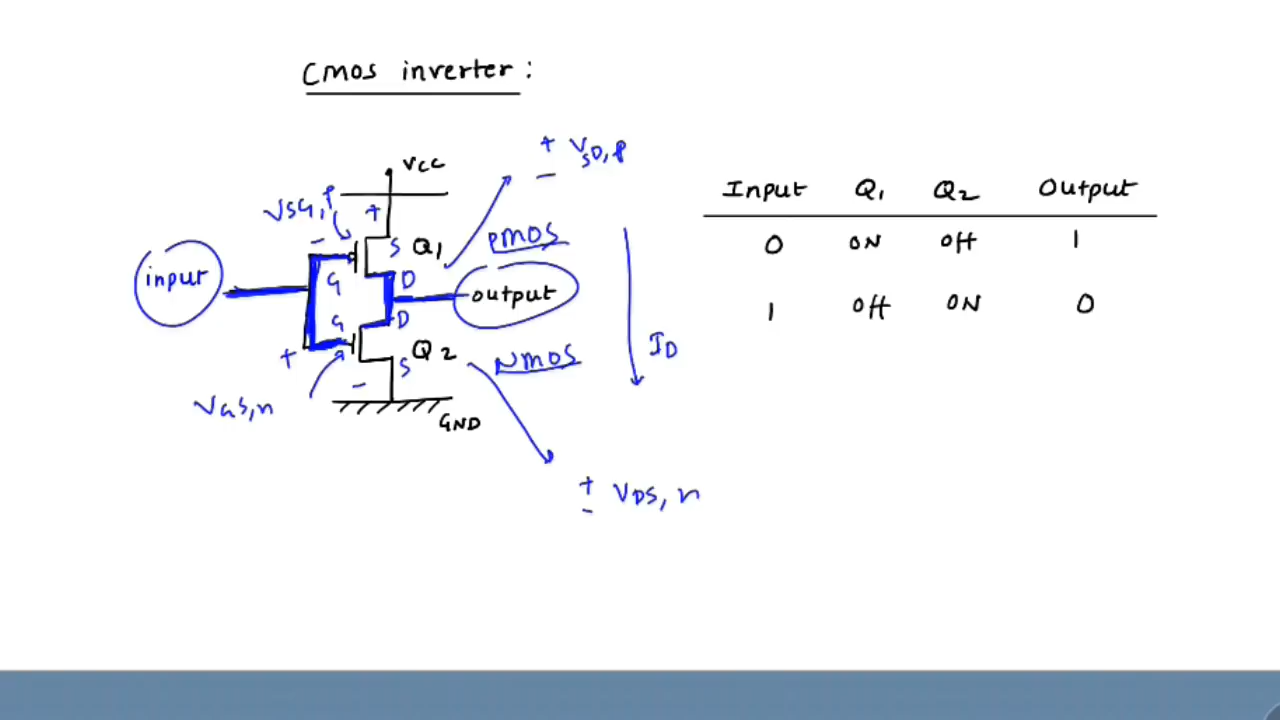 CMOS inverter:
VCC
+ VSD,P
-
VSG,P
+
-
S
Q1
PMOS
G
D
input
output
G
D
+
Q2
NMOS
S
-
ID
VGS,n
GND
+ VDS,n
-
Input Q1 Q2 Output
0 ON Off 1
1 Off ON 0